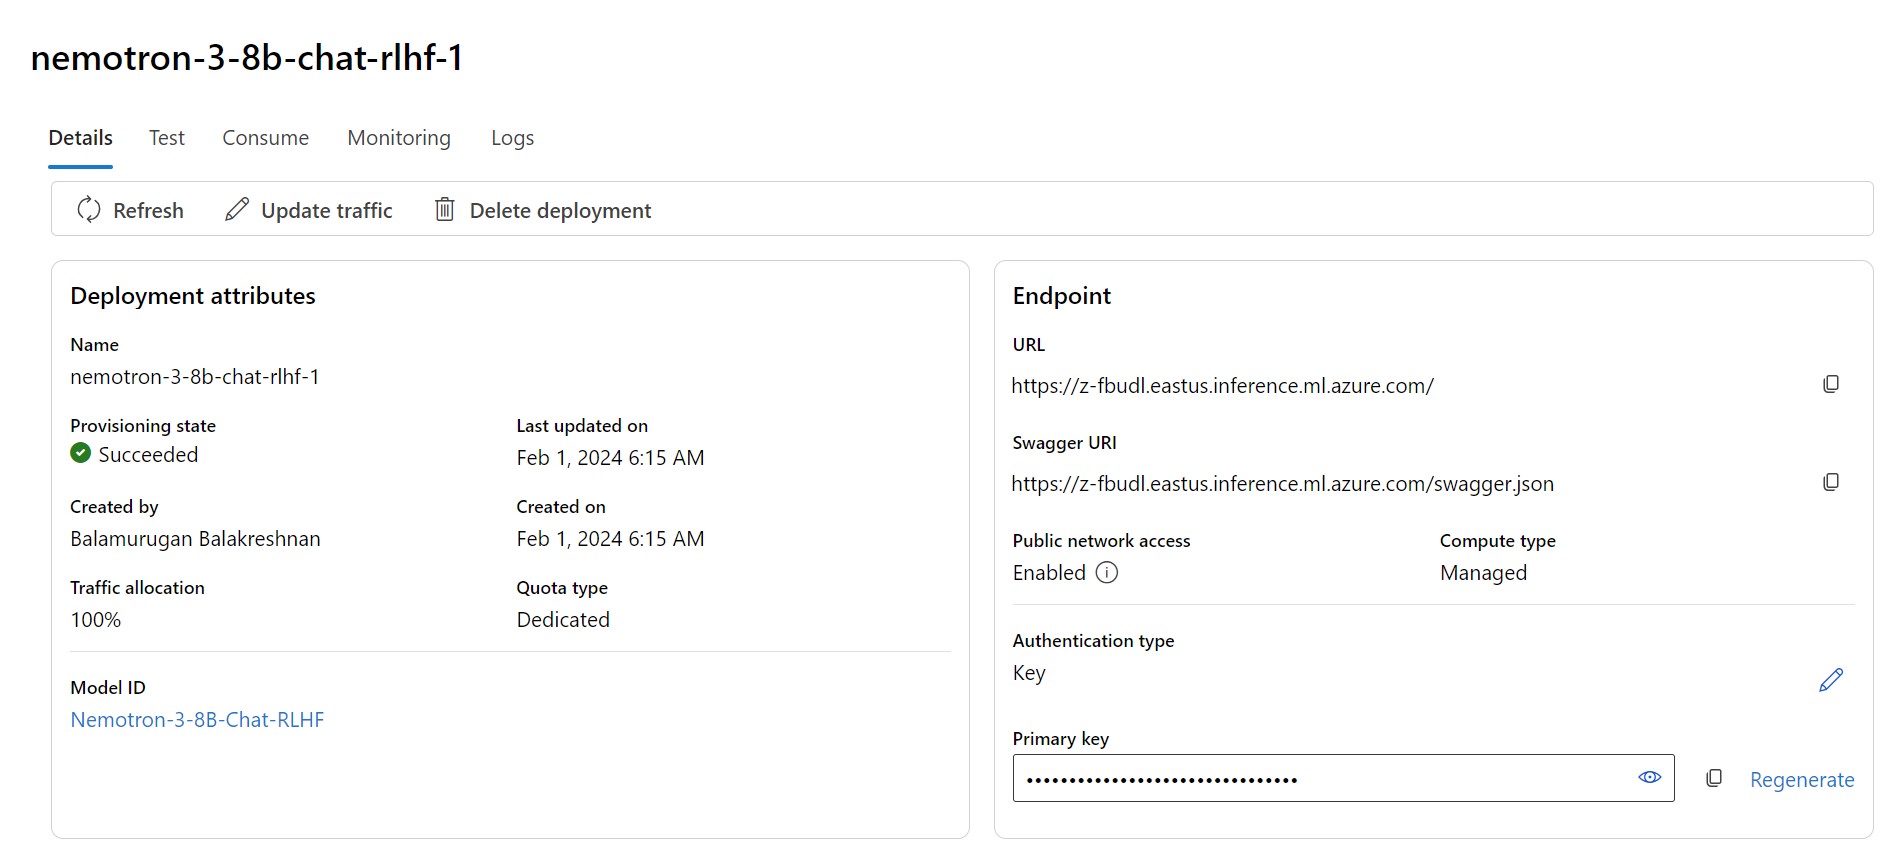 nemotron-3-8b-chat-rlhf-1
Details Test Consume Monitoring Logs
Refresh Update traffic Delete deployment
Deployment attributes
Name
nemotron-3-8b-chat-rlhf-1
Provisioning state Last updated on
Succeeded Feb 1, 2024 6:15 AM
Created by Created on
Balamurugan Balakreshnan Feb 1, 2024 6:15 AM
Traffic allocation Quota type
100% Dedicated
Model ID
Nemotron-3-8B-Chat-RLHF
Endpoint
URL
https://z-fbudl.eastus.inference.ml.azure.com/
Swagger URI
https://z-fbudl.eastus.inference.ml.azure.com/swagger.json
Public network access Compute type
Enabled Managed
Authentication type
Key
Primary key
•••••••••••••••••••••••••••••••• Regenerate